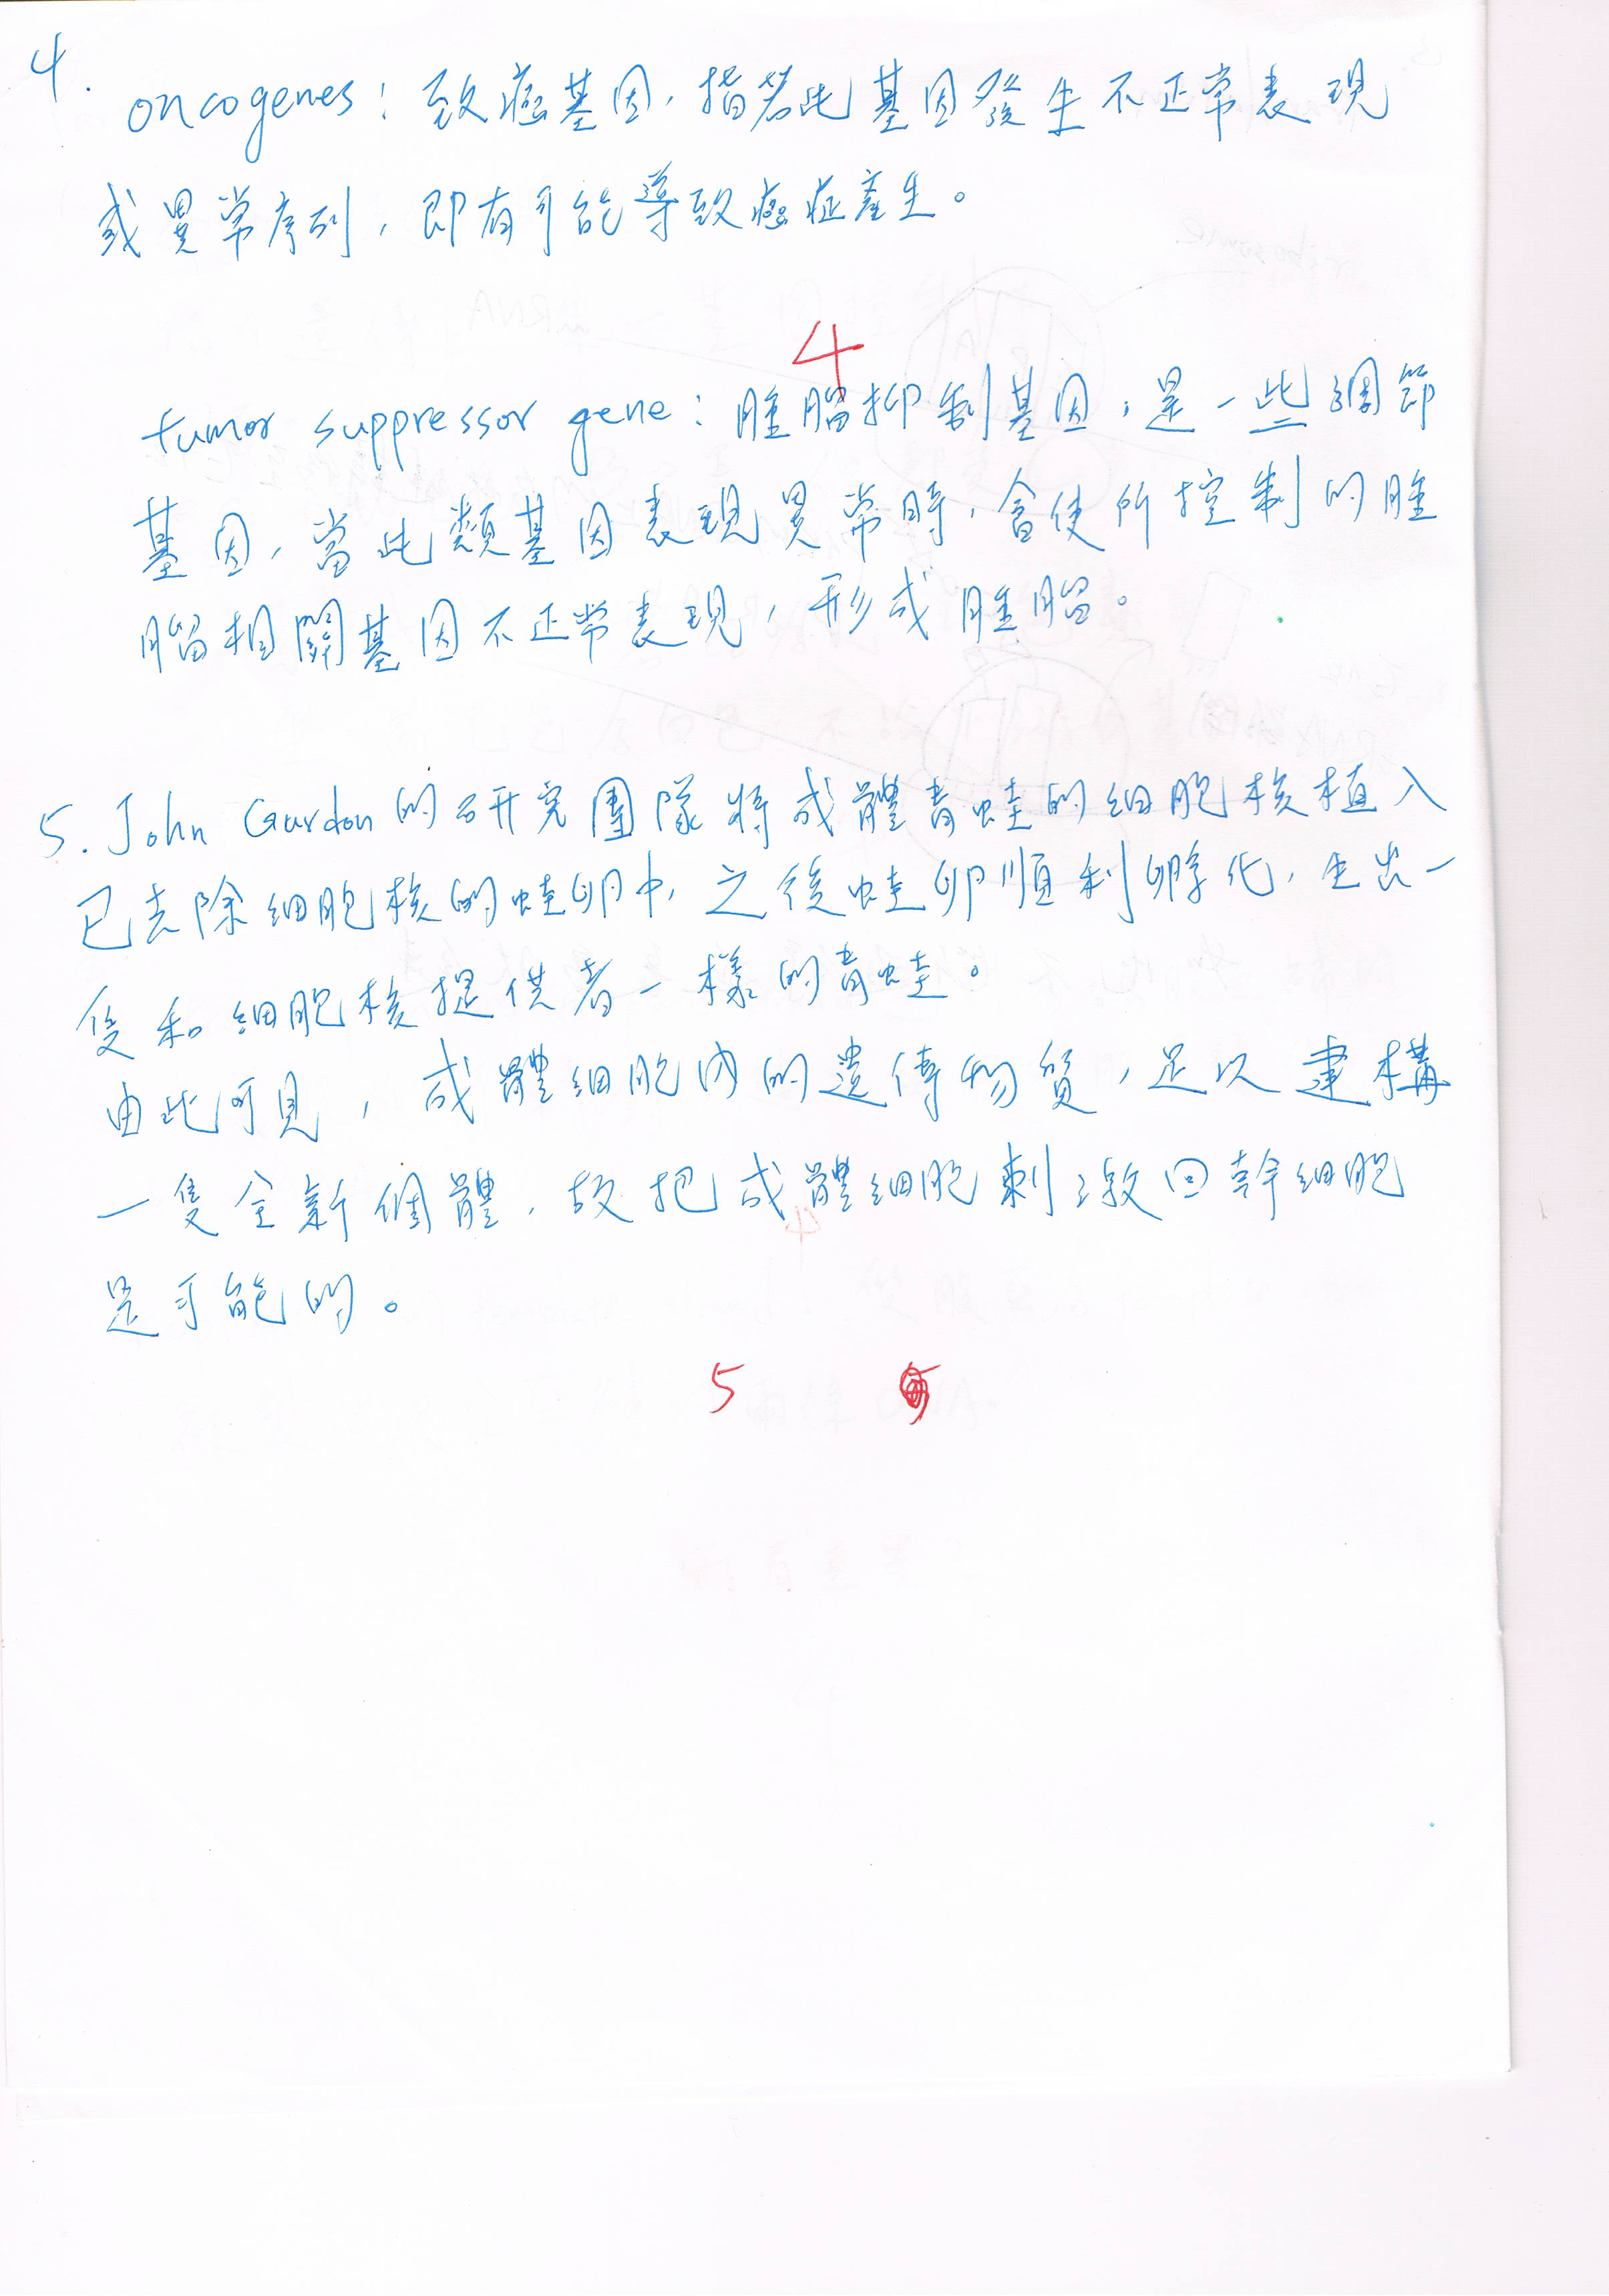 4.
oncogenes：致癌基因，指若此基因發生不正常表現
或異常序列，即有可能導致癌症產生。
4
tumor suppressor gene：腫瘤抑制基因，是一些調節
基因，當此類基因表現異常時，會使所控制的腫
瘤相關基因不正常表現，形成腫瘤。
5. John Gurdon的研究團隊將成體青蛙的細胞核植入
已去除細胞核的蛙卵中，之後蛙卵順利孵化，生出一
隻和細胞核提供者一樣的青蛙。
由此可見，成體細胞內的遺傳物質，足以建構
一隻全新個體，故把成體細胞刺激回幹細胞
是可能的。
5